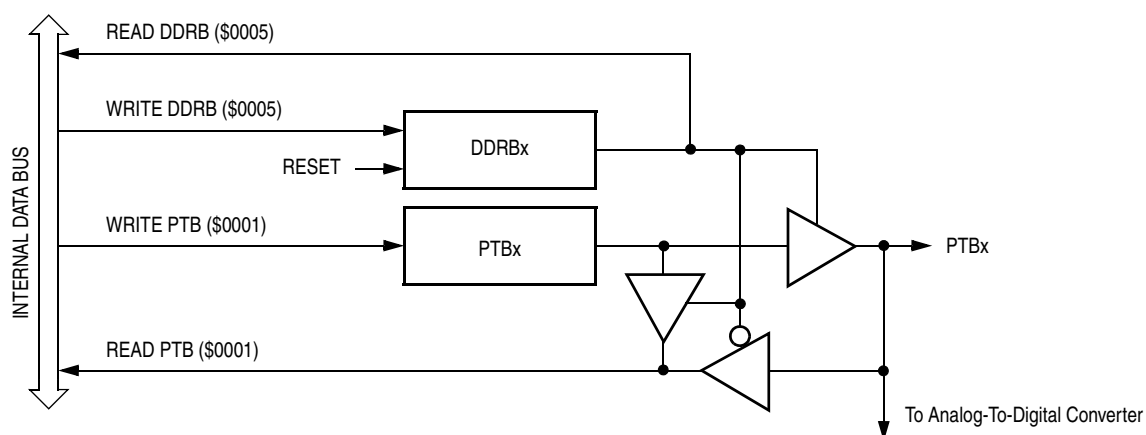 READ DDRB ($0005)
WRITE DDRB ($0005)
DDRBx
RESET
INTERNAL DATA BUS
WRITE PTB ($0001)
PTBx
PTBx
READ PTB ($0001)
To Analog-To-Digital Converter